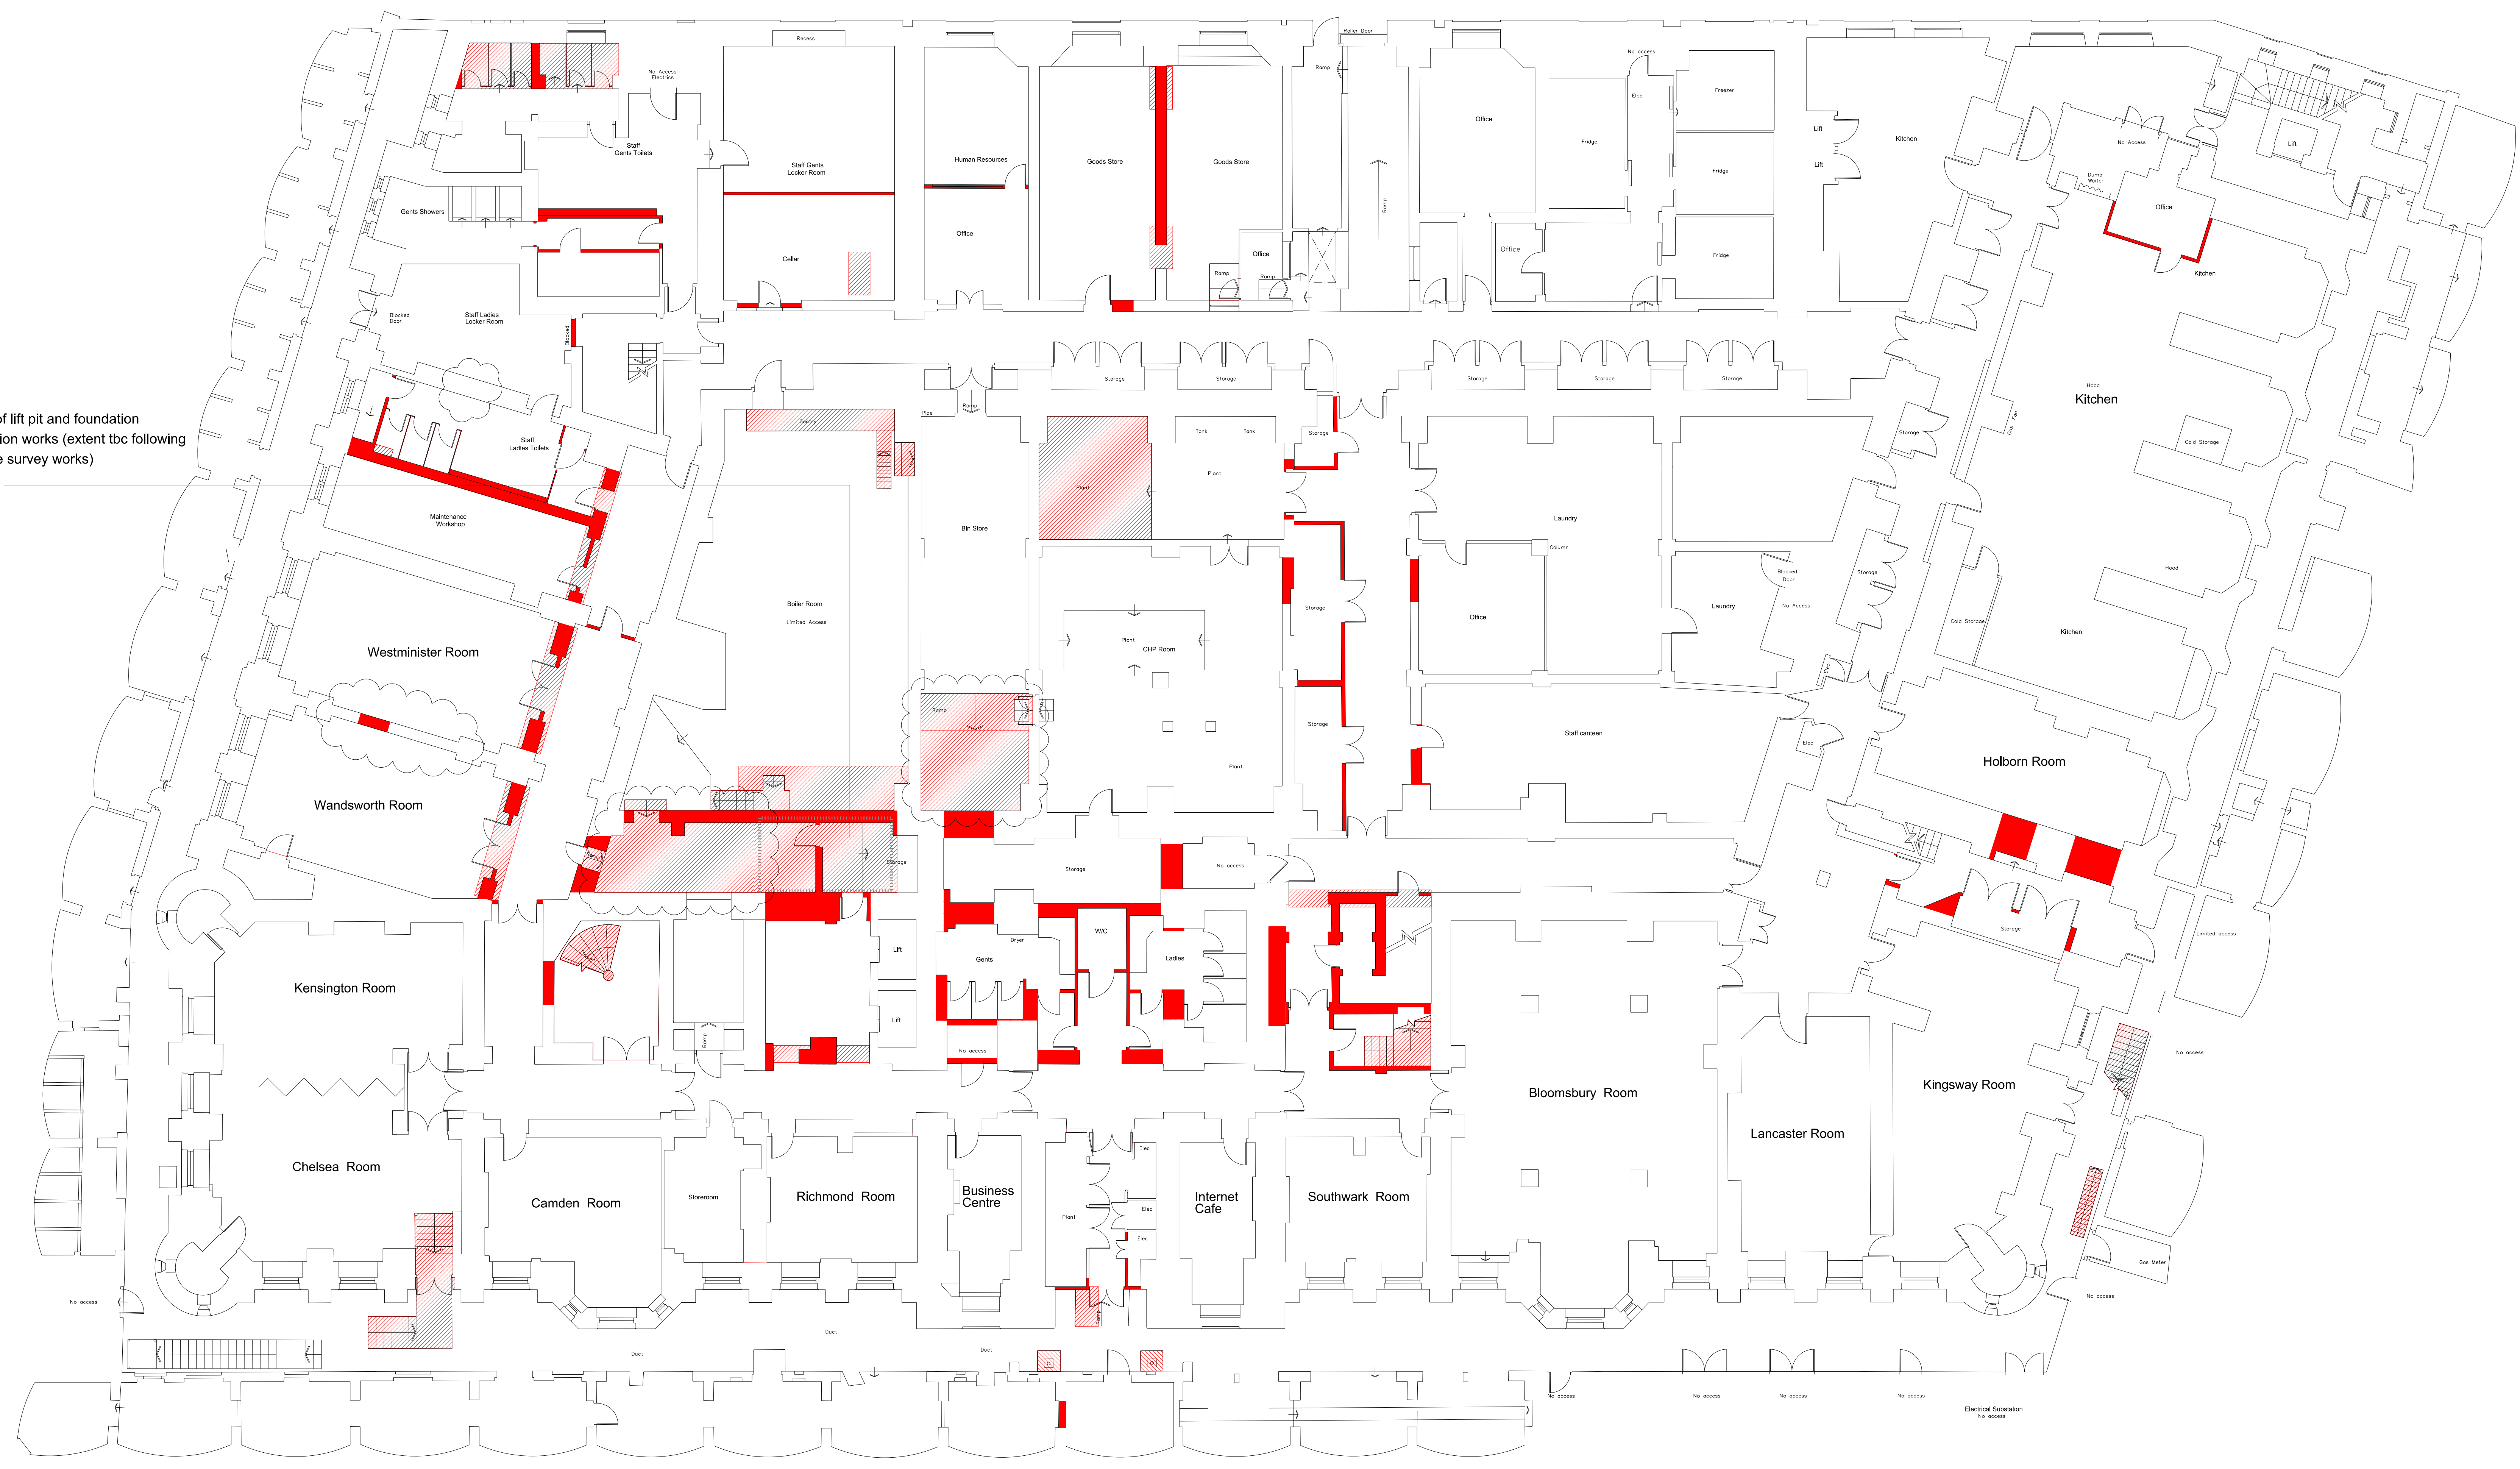 Recess
Roller Door
No access
No Access
Electrics
Ramp
Elec
Freezer
Office
Fridge
Lift
Kitchen
No Access
Lift
Staff
Gents Toilets
Staff Gents
Locker Room
Human Resources
Goods Store
Goods Store
Fridge
Lift
Dumb
Waiter
Ramp
Office
Gents Showers
Office
Office
Office
Cellar
Fridge
Kitchen
Ramp
Ramp
Blocked
Door
Staff Ladies
Locker Room
Blocked
Storage
Storage
Storage
Storage
Storage
Hood
Kitchen
Ramp
Pipe
Gantry
Gas Fan
of lift pit and foundation
ion works (extent tbc following
e survey works)
Staff
Ladies Toilets
Tank
Tank
Storage
Storage
Cold Storage
Plant
Plant
Maintenance
Workshop
Bin Store
Laundry
Column
Hood
Blocked
Door
Storage
Boiler Room
Limited Access
Storage
Laundry
No Access
Office
Cold Storage
Kitchen
Plant
CHP Room
Westminister Room
Elec
Ramp
Storage
Staff canteen
Elec
Holborn Room
Plant
Wandsworth Room
Ramp
Storage
Storage
No access
W/C
Dryer
Gents
Ladies
Lift
Storage
Limited access
Kensington Room
Lift
Ramp
No access
No access
Bloomsbury Room
Kingsway Room
Lancaster Room
Chelsea Room
Camden Room
Storeroom
Richmond Room
Business
Centre
Plant
Elec
Elec
Elec
Internet
Cafe
Southwark Room
Gas Meter
No access
No access
Ramp
Duct
Duct
Duct
No access
No access
No access
No access
Electrical Substation
No access